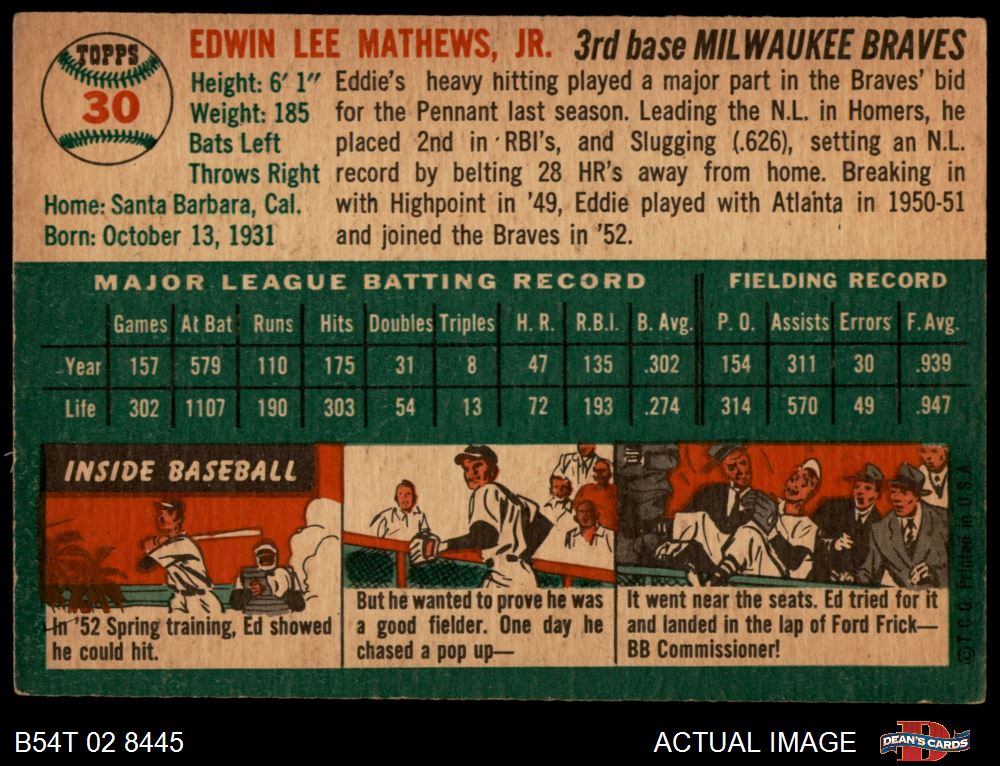 TOPPS
30
EDWIN LEE MATHEWS, JR. 3rd base MILWAUKEE BRAVES
Height: 6' 1"
Weight: 185
Bats Left
Throws Right
Home: Santa Barbara, Cal.
Born: October 13, 1931
Eddie's heavy hitting played a major part in the Braves' bid
for the Pennant last season. Leading the N.L. in Homers, he
placed 2nd in RBI's, and Slugging (.626), setting an N.L.
record by belting 28 HR's away from home. Breaking in
with Highpoint in '49, Eddie played with Atlanta in 1950-51
and joined the Braves in '52.
MAJOR LEAGUE BATTING RECORD FIELDING RECORD
Games At Bat Runs Hits Doubles Triples H. R. R.B.I. B. Avg. P. O. Assists Errors F. Avg.
Year 157 579 110 175 31 8 47 135 .302 154 311 30 .939
Life 302 1107 190 303 54 13 72 193 .274 314 570 49 .947
INSIDE BASEBALL
In '52 Spring training, Ed showed
he could hit.
But he wanted to prove he was
a good fielder. One day he
chased a pop up—
It went near the seats. Ed tried for it
and landed in the lap of Ford Frick—
BB Commissioner!
© T.C.G. Printed in U.S.A.
B54T 02 8445
ACTUAL IMAGE
DEAN'S CARDS